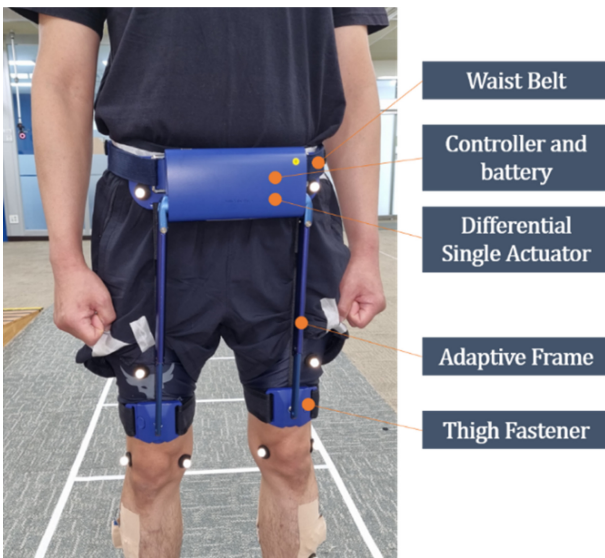 Waist Belt
Controller and
battery
Differential
Single Actuator
Adaptive Frame
Thigh Fastener